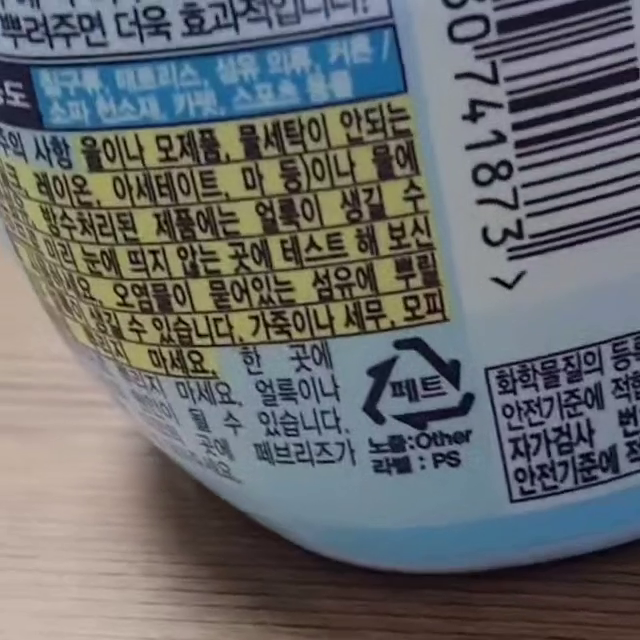 뿌려주면 더욱 효과적입니다!
침구류, 매트리스, 섬유 의류, 커튼 /
소파 천소재, 카펫, 스포츠 용품
주의 사항 울이나 모제품, 물세탁이 안되는
레이온, 아세테이트, 마 등)이나 물에
방수처리된 제품에는 얼룩이 생길 수
미리 눈에 띄지 않는 곳에 테스트 해 보신
오염물이 묻어있는 섬유에 뿌릴
생길 수 있습니다. 가죽이나 세무, 모피
마세요. 한 곳에
마세요. 얼룩이나
수 있습니다.
곳에 페브리즈가
페트
노즐:Other
라벨 : PS
60741873 >
화학물질의 등록
안전기준에 적합
자가검사 번
안전기준에 적